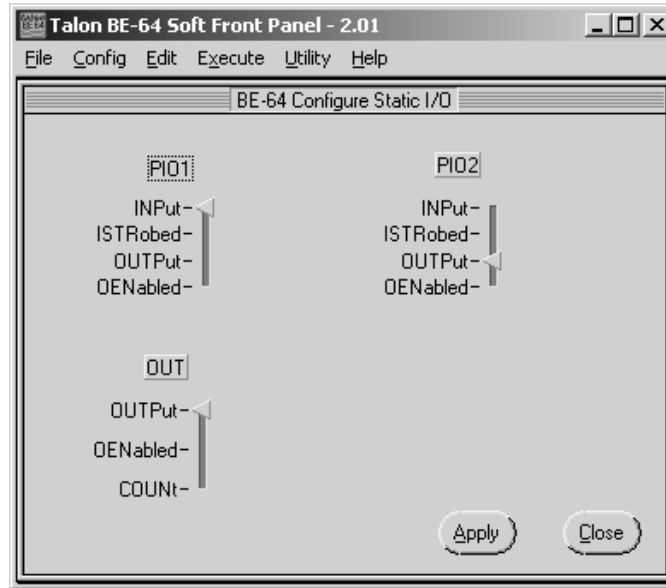 Talon BE-64 Soft Front Panel - 2.01
File Config Edit Execute Utility Help
BE-64 Configure Static I/O
PIO1
INPut-
ISTRobed-
OUTPut-
OENabled-
PIO2
INPut-
ISTRobed-
OUTPut-
OENabled-
OUT
OUTPut-
OENabled-
COUNt-
Apply
Close